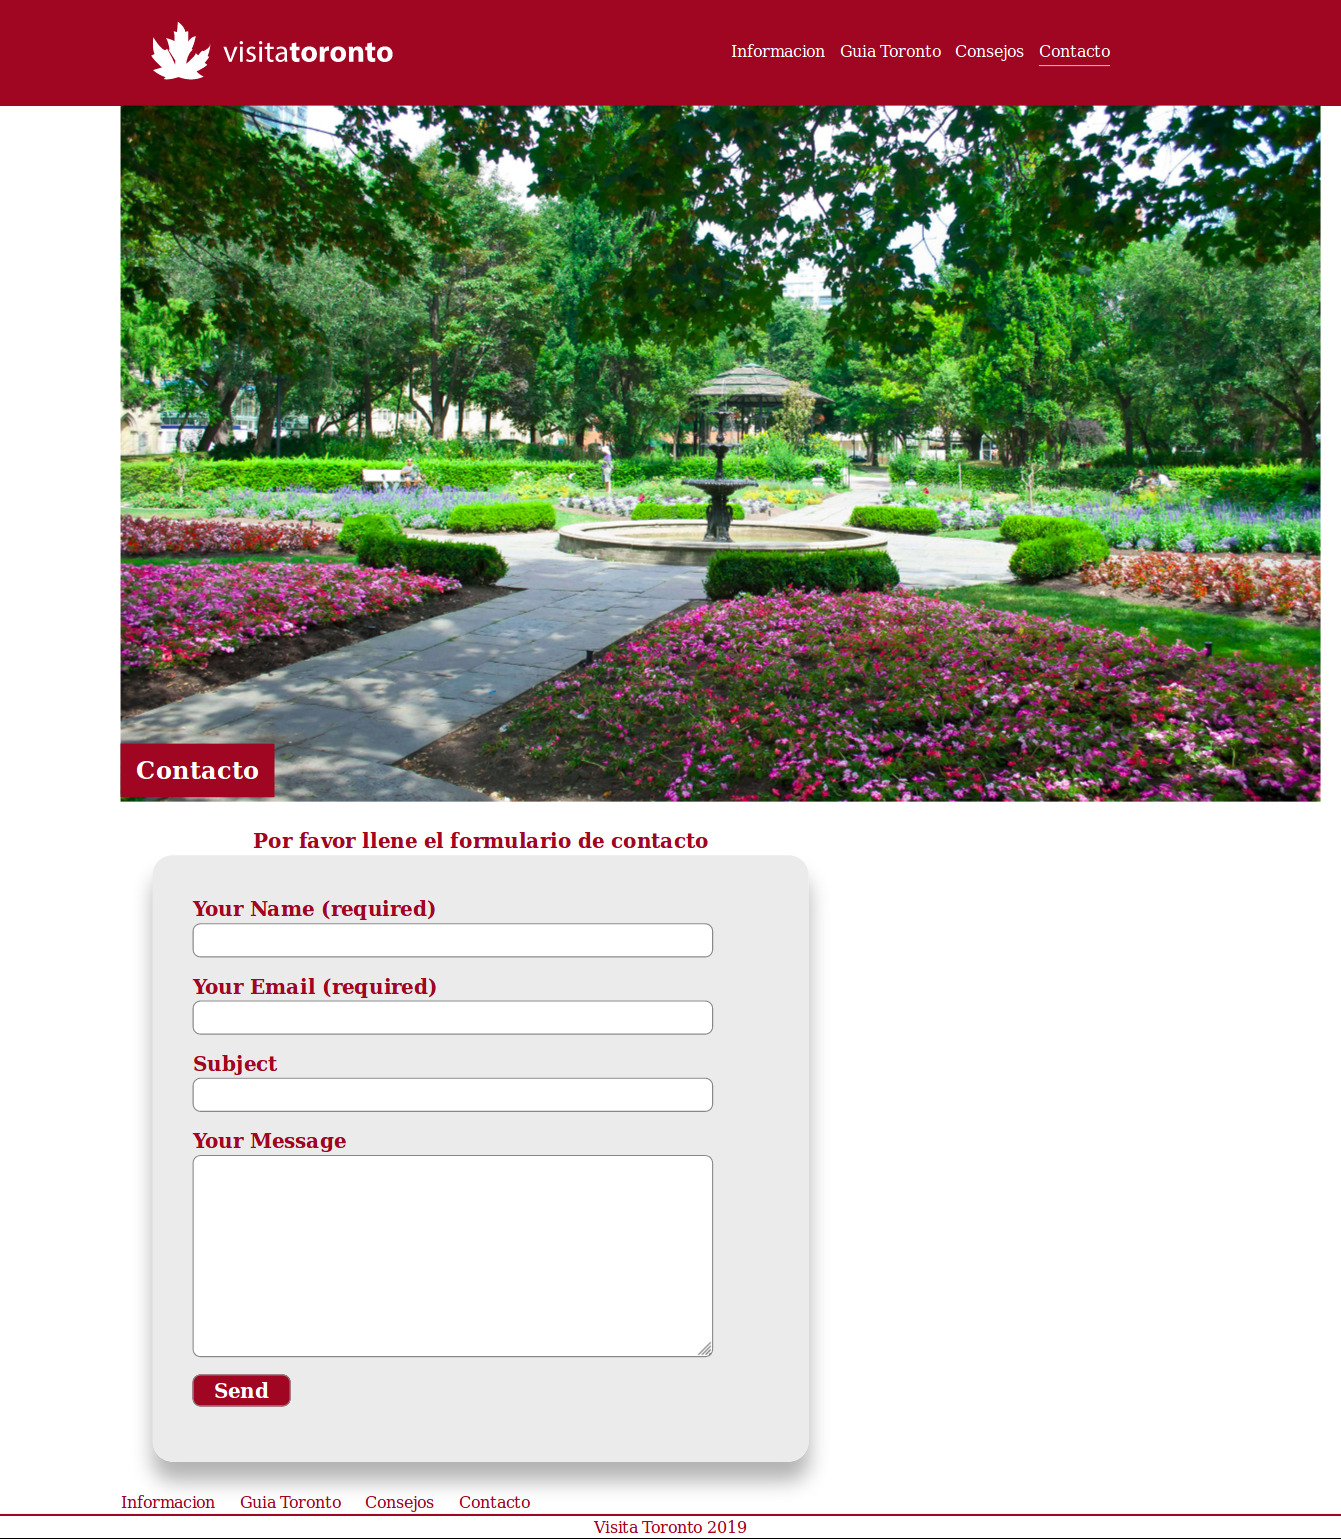 visitatoronto
Informacion Guia Toronto Consejos Contacto
Contacto
Por favor llene el formulario de contacto
Your Name (required)
Your Email (required)
Subject
Your Message
Send
Informacion Guia Toronto Consejos Contacto
Visita Toronto 2019